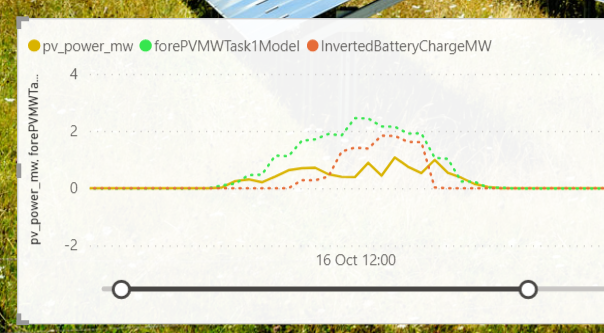 pv_power_mw forePVMWTask1Model InvertedBatteryChargeMW
pv_power_mw, forePVMWTa...
4
2
0
-2
16 Oct 12:00